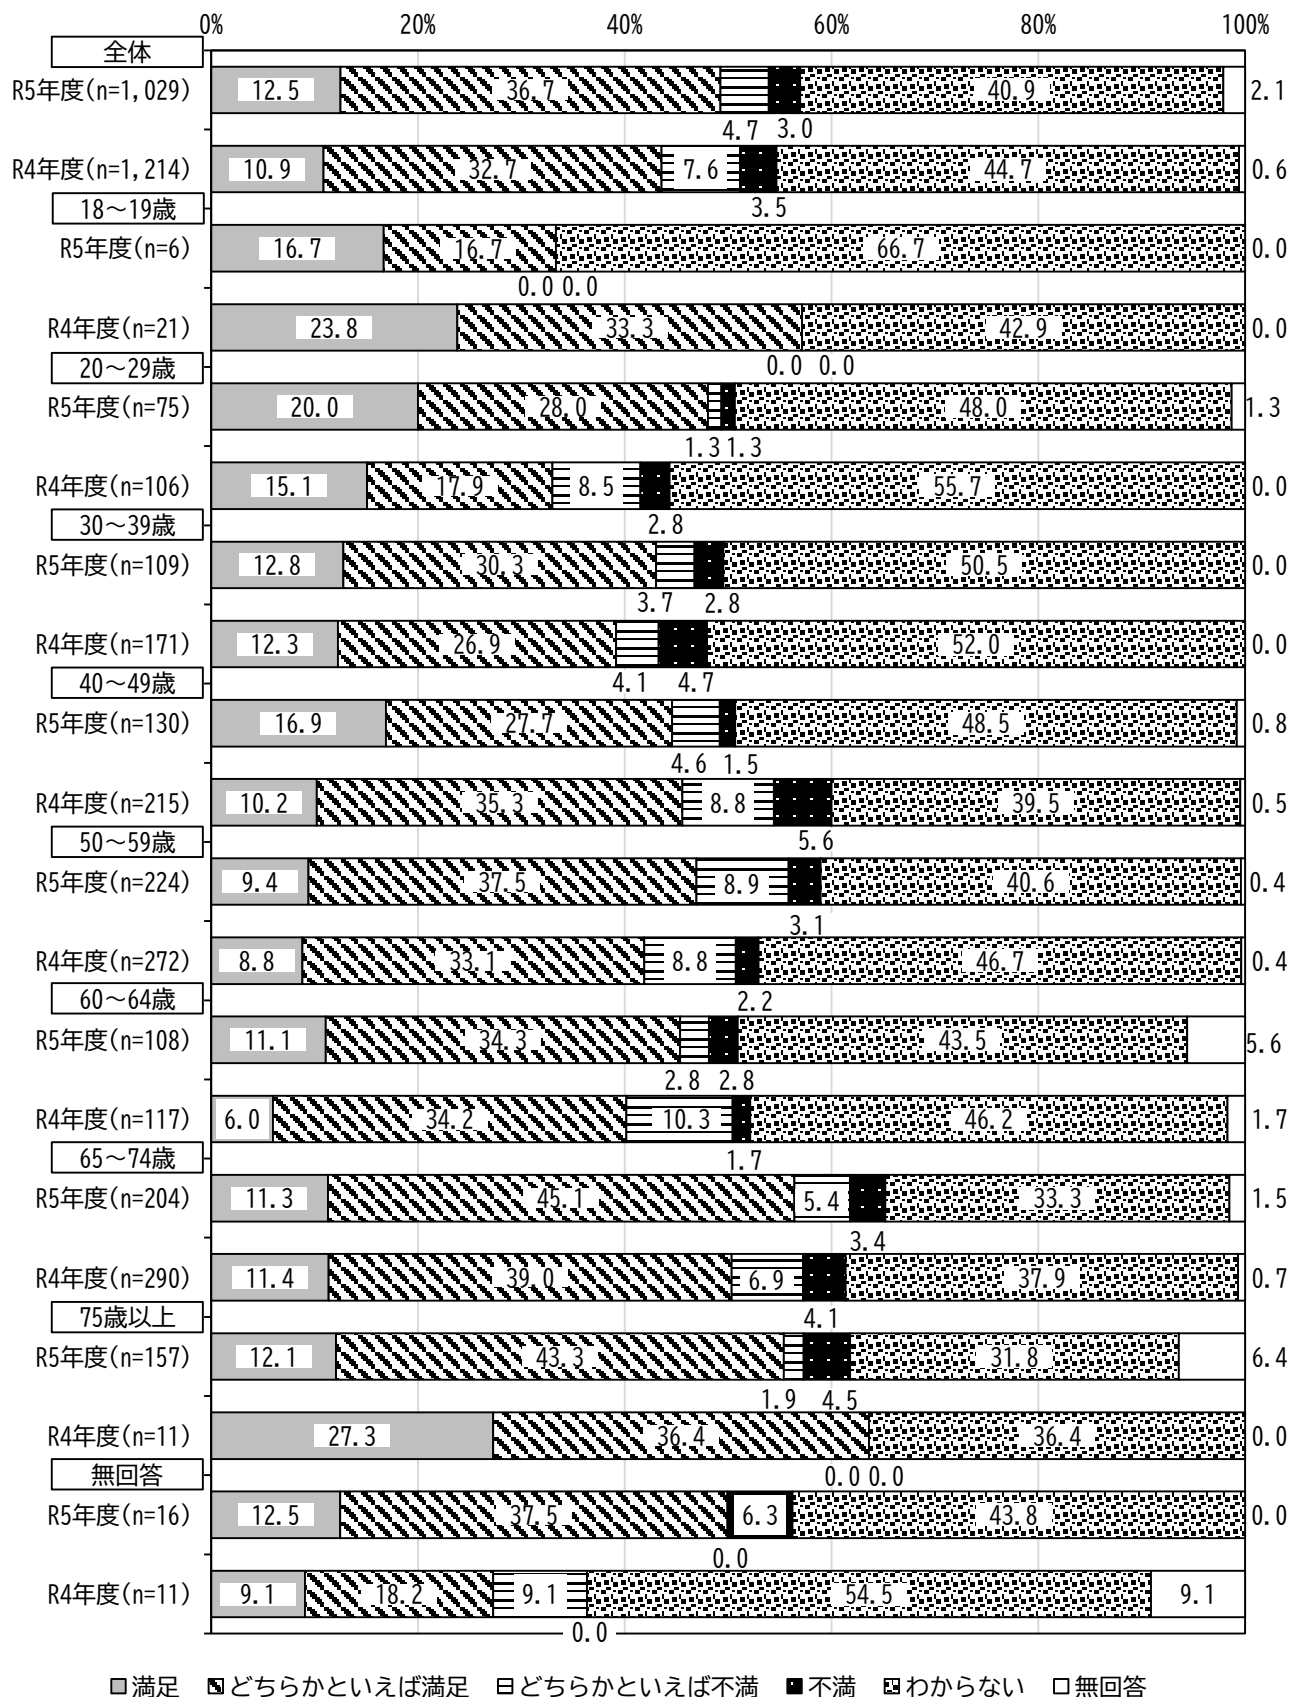 0% 20% 40% 60% 80% 100%
全体
R5年度(n=1,029) 12.5 36.7 40.9 2.1
4.7 3.0
R4年度(n=1,214) 10.9 32.7 7.6 44.7 0.6
18～19歳 3.5
R5年度(n=6) 16.7 16.7 66.7 0.0
0.0 0.0
R4年度(n=21) 23.8 33.3 42.9 0.0
20～29歳 0.0 0.0
R5年度(n=75) 20.0 28.0 48.0 1.3
1.3 1.3
R4年度(n=106) 15.1 17.9 8.5 55.7 0.0
30～39歳 2.8
R5年度(n=109) 12.8 30.3 50.5 0.0
3.7 2.8
R4年度(n=171) 12.3 26.9 52.0 0.0
40～49歳 4.1 4.7
R5年度(n=130) 16.9 27.7 48.5 0.8
4.6 1.5
R4年度(n=215) 10.2 35.3 8.8 39.5 0.5
50～59歳 5.6
R5年度(n=224) 9.4 37.5 8.9 40.6 0.4
3.1
R4年度(n=272) 8.8 33.1 8.8 46.7 0.4
60～64歳 2.2
R5年度(n=108) 11.1 34.3 43.5 5.6
2.8 2.8
R4年度(n=117) 6.0 34.2 10.3 46.2 1.7
65～74歳 1.7
R5年度(n=204) 11.3 45.1 5.4 33.3 1.5
3.4
R4年度(n=290) 11.4 39.0 6.9 37.9 0.7
75歳以上 4.1
R5年度(n=157) 12.1 43.3 31.8 6.4
1.9 4.5
R4年度(n=11) 27.3 36.4 36.4 0.0
無回答 0.0 0.0
R5年度(n=16) 12.5 37.5 6.3 43.8 0.0
0.0
R4年度(n=11) 9.1 18.2 9.1 54.5 9.1
0.0
満足 どちらかといえば満足 どちらかといえば不満 不満 わからない 無回答